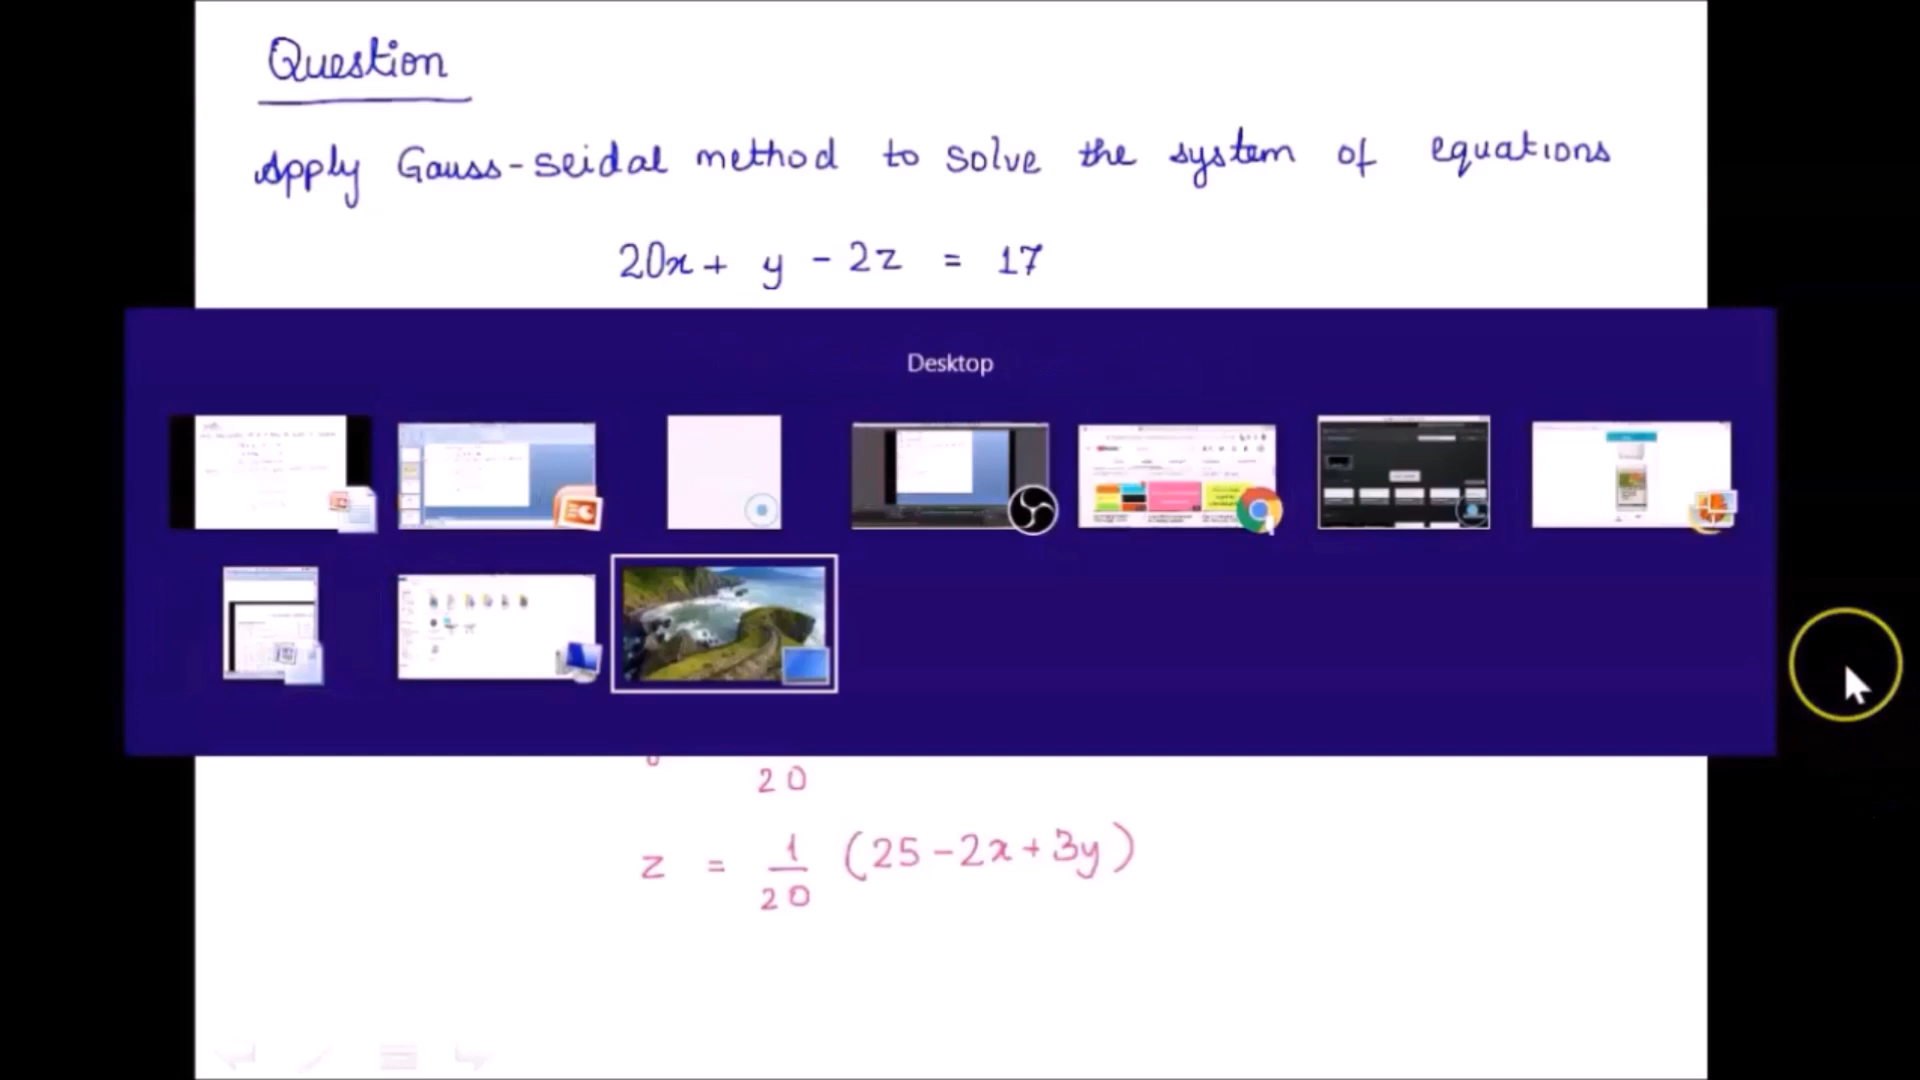 Question
Apply Gauss-seidal method to solve the system of equations
20x + y - 2z = 17
Desktop
20
z = 1/20 (25-2x+3y)